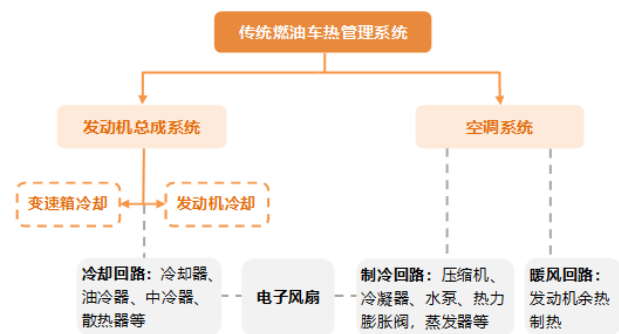 传统燃油车热管理系统
发动机总成系统
空调系统
变速箱冷却
发动机冷却
冷却回路：冷却器、
油冷器、中冷器、
散热器等
电子风扇
制冷回路：压缩机、
冷凝器、水泵、热力
膨胀阀，蒸发器等
暖风回路：
发动机余热
制热